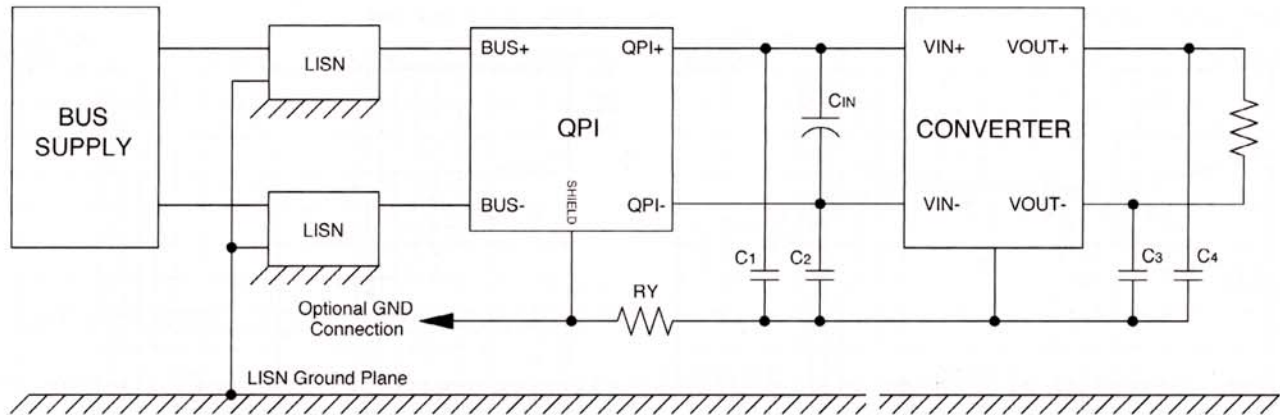 BUS
SUPPLY
LISN
LISN
BUS+
QPI+
QPI
BUS-
SHIELD
QPI-
CIN
C1
C2
VIN+
VOUT+
CONVERTER
VIN-
VOUT-
C3
C4
RY
Optional GND
Connection
LISN Ground Plane